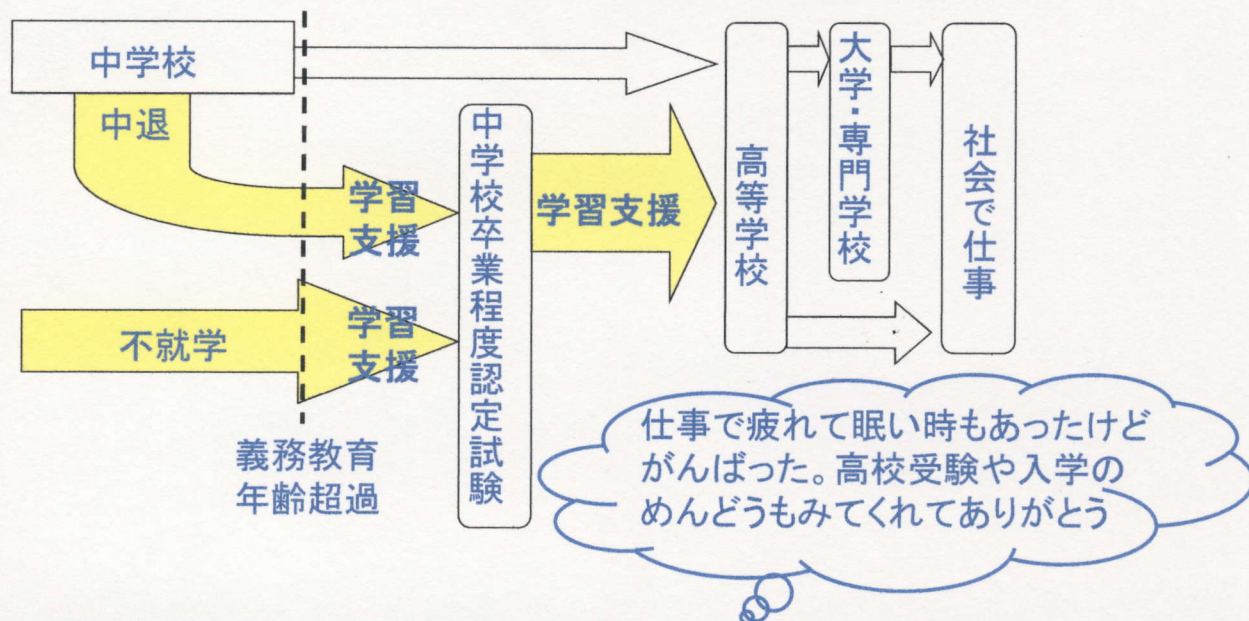 中学校
中退
学習
支援
不就学
学習
支援
義務教育
年齢超過
中学校卒業程度認定試験
学習支援
高等学校
大学・専門学校
社会で仕事
仕事で疲れて眠い時もあったけど
がんばった。高校受験や入学の
めんどうもみてくれてありがとう